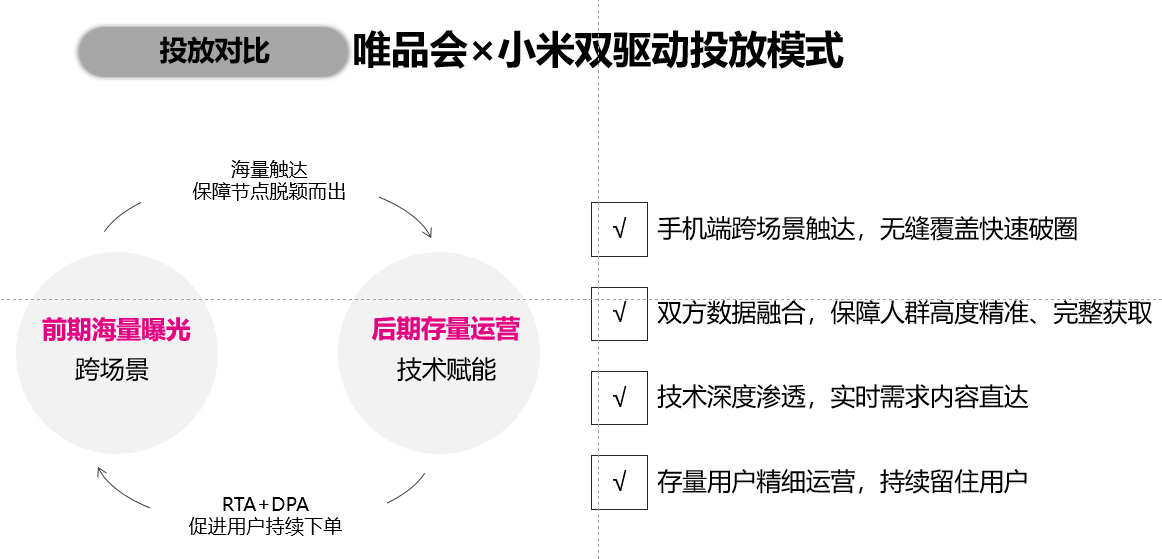 投放对比
唯品会×小米双驱动投放模式
海量触达
保障节点脱颖而出
前期海量曝光
跨场景
后期存量运营
技术赋能
RTA+DPA
促进用户持续下单
√ 手机端跨场景触达，无缝覆盖快速破圈
√ 双方数据融合，保障人群高度精准、完整获取
√ 技术深度渗透，实时需求内容直达
√ 存量用户精细运营，持续留住用户